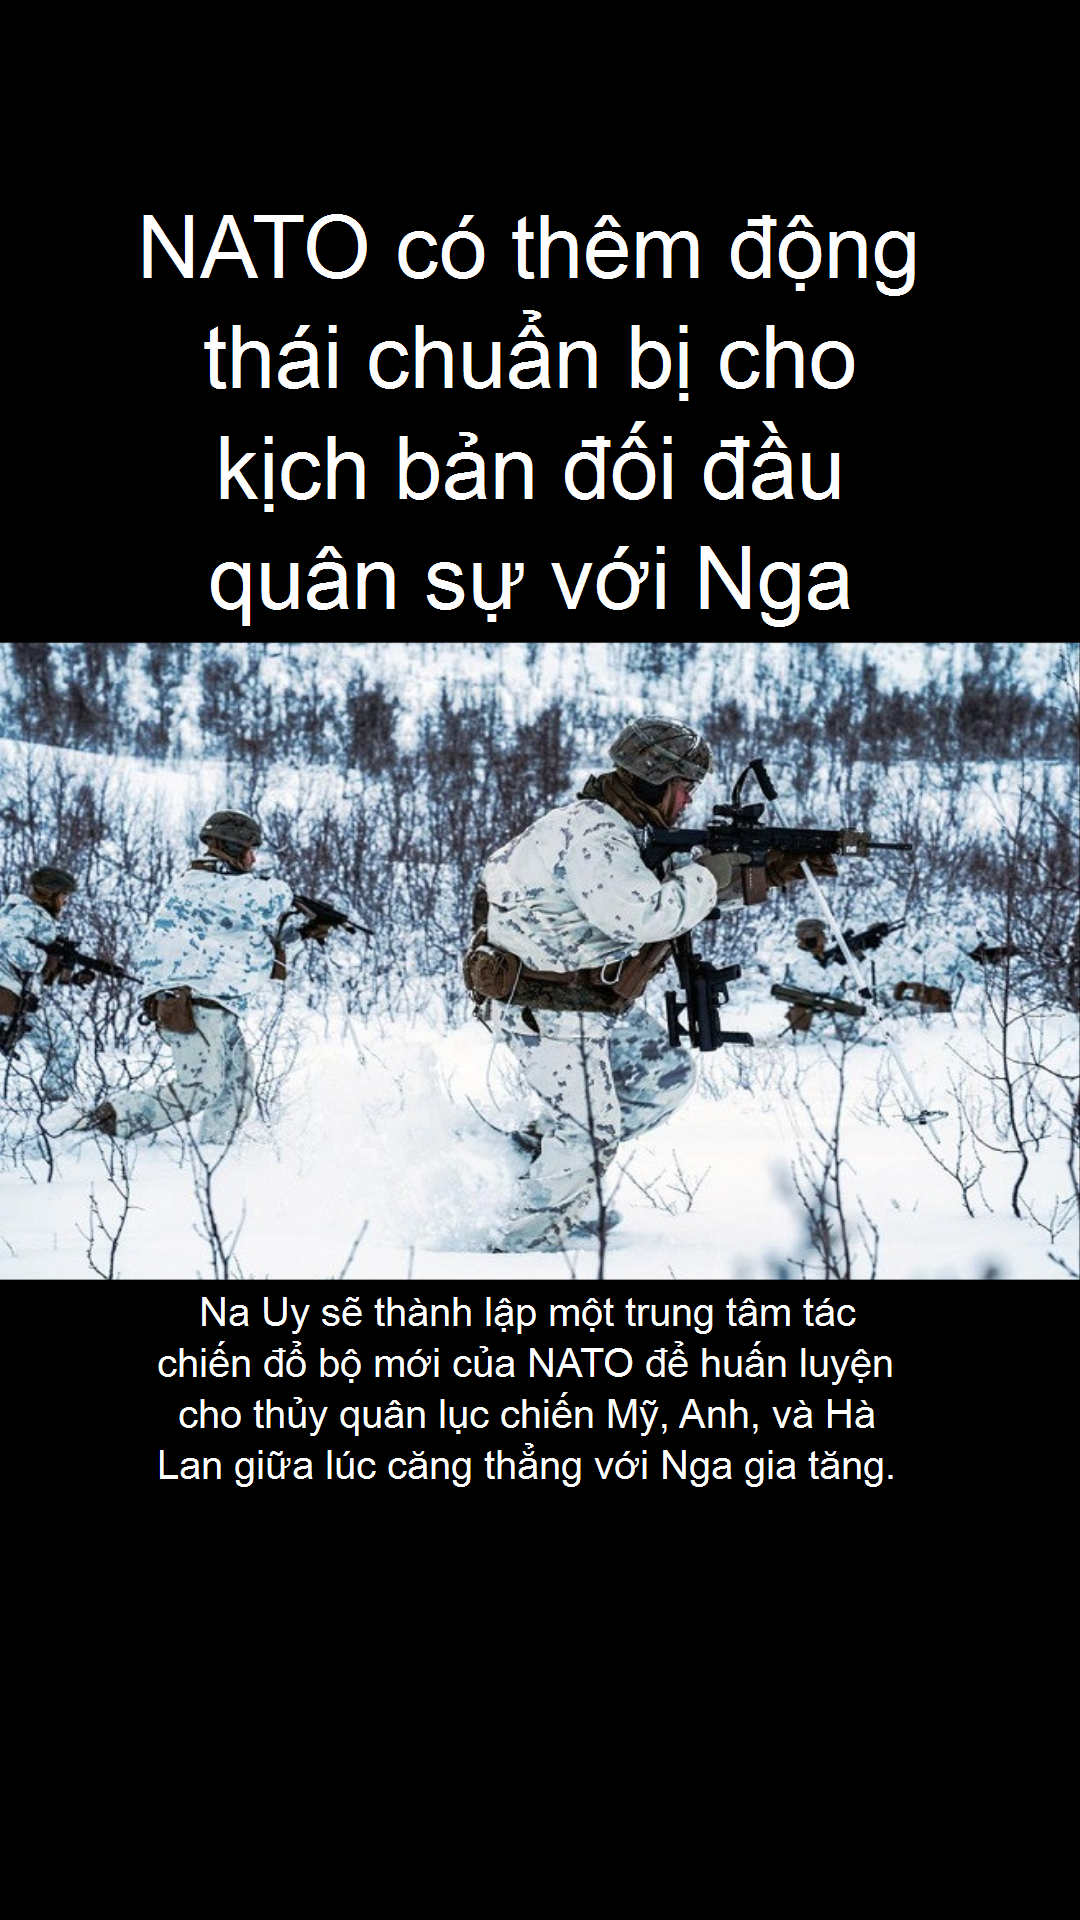 NATO có thêm động
thái chuẩn bị cho
kịch bản đối đầu
quân sự với Nga
Na Uy sẽ thành lập một trung tâm tác
chiến đổ bộ mới của NATO để huấn luyện
cho thủy quân lục chiến Mỹ, Anh, và Hà
Lan giữa lúc căng thẳng với Nga gia tăng.